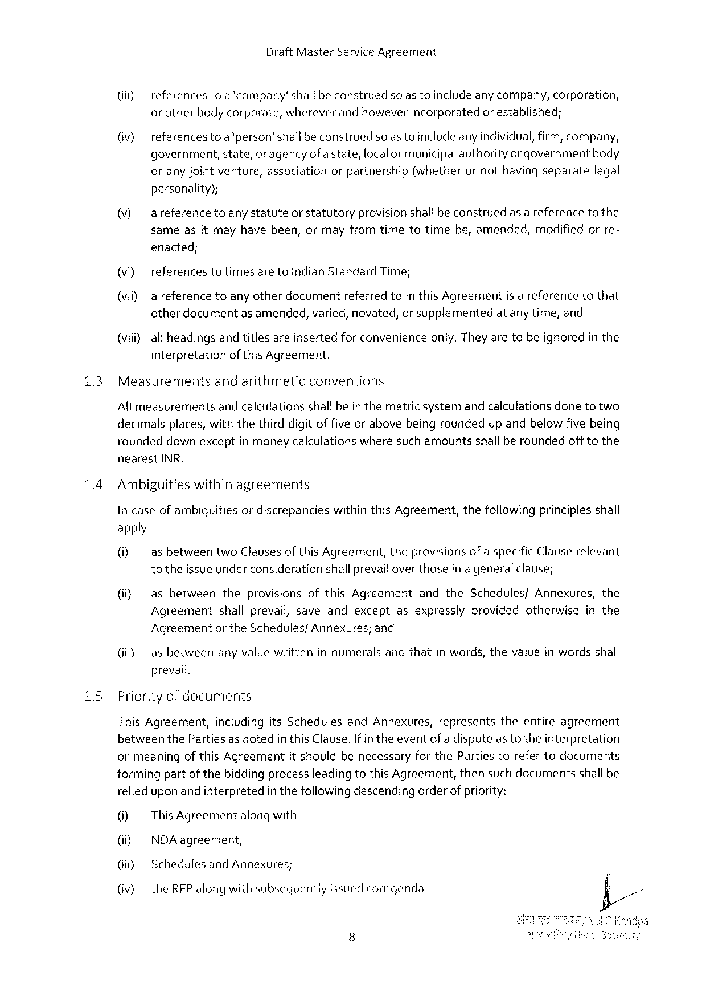 Draft Master Service Agreement
(iii) references to a 'company' shall be construed so as to include any company, corporation,
or other body corporate, wherever and however incorporated or established;
(iv) references to a 'person' shall be construed so as to include any individual, firm, company,
government, state, or agency of a state, local or municipal authority or government body
or any joint venture, association or partnership (whether or not having separate legal
personality);
(v) a reference to any statute or statutory provision shall be construed as a reference to the
same as it may have been, or may from time to time be, amended, modified or re-
enacted;
(vi) references to times are to Indian Standard Time;
(vii) a reference to any other document referred to in this Agreement is a reference to that
other document as amended, varied, novated, or supplemented at any time; and
(viii) all headings and titles are inserted for convenience only. They are to be ignored in the
interpretation of this Agreement.
1.3 Measurements and arithmetic conventions
All measurements and calculations shall be in the metric system and calculations done to two
decimals places, with the third digit of five or above being rounded up and below five being
rounded down except in money calculations where such amounts shall be rounded off to the
nearest INR.
1.4 Ambiguities within agreements
In case of ambiguities or discrepancies within this Agreement, the following principles shall
apply:
(i) as between two Clauses of this Agreement, the provisions of a specific Clause relevant
to the issue under consideration shall prevail over those in a general clause;
(ii) as between the provisions of this Agreement and the Schedules/ Annexures, the
Agreement shall prevail, save and except as expressly provided otherwise in the
Agreement or the Schedules/ Annexures; and
(iii) as between any value written in numerals and that in words, the value in words shall
prevail.
1.5 Priority of documents
This Agreement, including its Schedules and Annexures, represents the entire agreement
between the Parties as noted in this Clause. If in the event of a dispute as to the interpretation
or meaning of this Agreement it should be necessary for the Parties to refer to documents
forming part of the bidding process leading to this Agreement, then such documents shall be
relied upon and interpreted in the following descending order of priority:
(i) This Agreement along with
(ii) NDA agreement,
(iii) Schedules and Annexures;
(iv) the RFP along with subsequently issued corrigenda
C Kandpal
8
Under Secretary